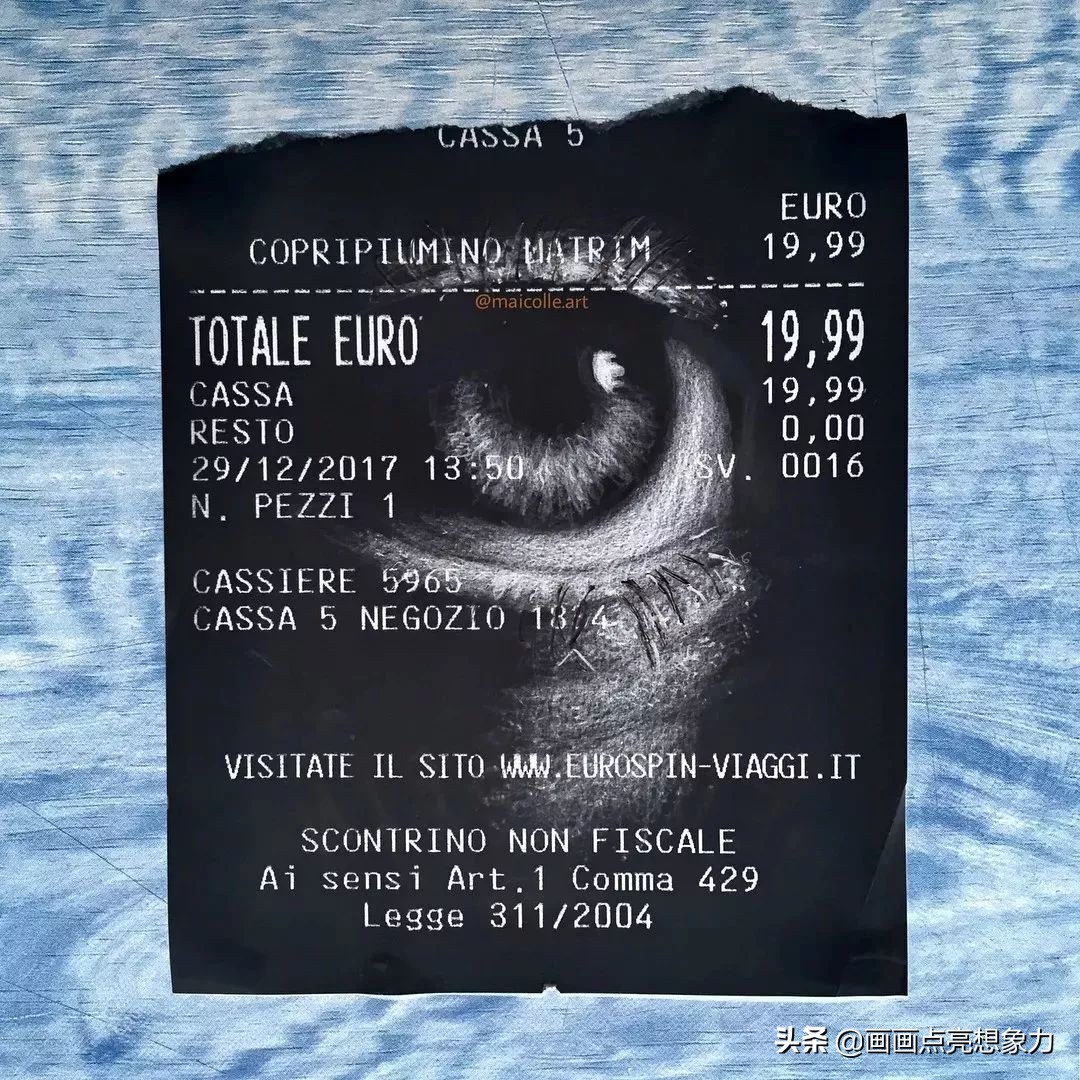 CASSA 5
EURO
COPRIPIUMINO MATRIM 19,99
@maicolle.art
TOTALE EURO 19,99
CASSA 19,99
RESTO 0,00
29/12/2017 13:50 SV. 0016
N. PEZZI 1
CASSIERE 5965
CASSA 5 NEGOZIO
VISITATE IL SITO WWW.EUROSPIN-VIAGGI.IT
SCONTRINO NON FISCALE
Ai sensi Art.1 Comma 429
Legge 311/2004
头条 @画画点亮想象力